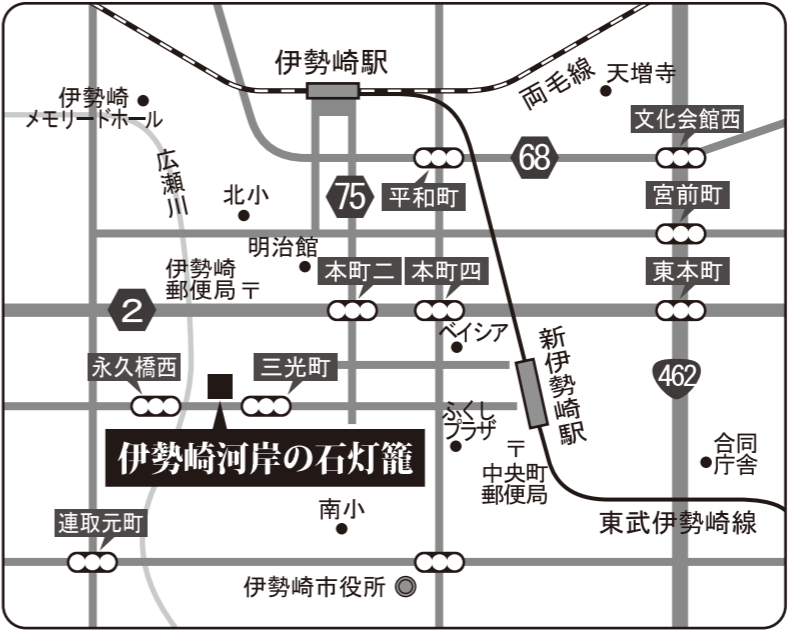 伊勢崎駅
両毛線
天増寺
伊勢崎
メモリードホール
文化会館西
68
広瀬川
75
平和町
宮前町
北小
明治館
伊勢崎
郵便局〒
本町二
本町四
東本町
2
ベイシア
新伊勢崎駅
永久橋西
三光町
462
ふくし
プラザ
伊勢崎河岸の石灯籠
〒
中央町
郵便局
合同
庁舎
連取元町
南小
東武伊勢崎線
伊勢崎市役所